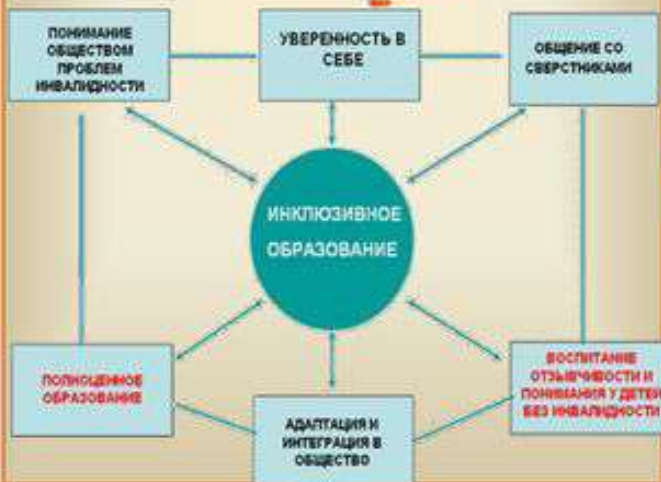 ПОНИМАНИЕ
ОБЩЕСТВОМ
ПРОБЛЕМ
ИНВАЛИДНОСТИ
УВЕРЕННОСТЬ В
СЕБЕ
ОБЩЕНИЕ СО
СВЕРСТНИКАМИ
ИНКЛЮЗИВНОЕ
ОБРАЗОВАНИЕ
ПОЛНОЦЕННОЕ
ОБРАЗОВАНИЕ
АДАПТАЦИЯ И
ИНТЕГРАЦИЯ В
ОБЩЕСТВО
ВОСПИТАНИЕ
ОТЗЫВЧИВОСТИ И
ПОНИМАНИЯ У ДЕТЕЙ
БЕЗ ИНВАЛИДНОСТИ